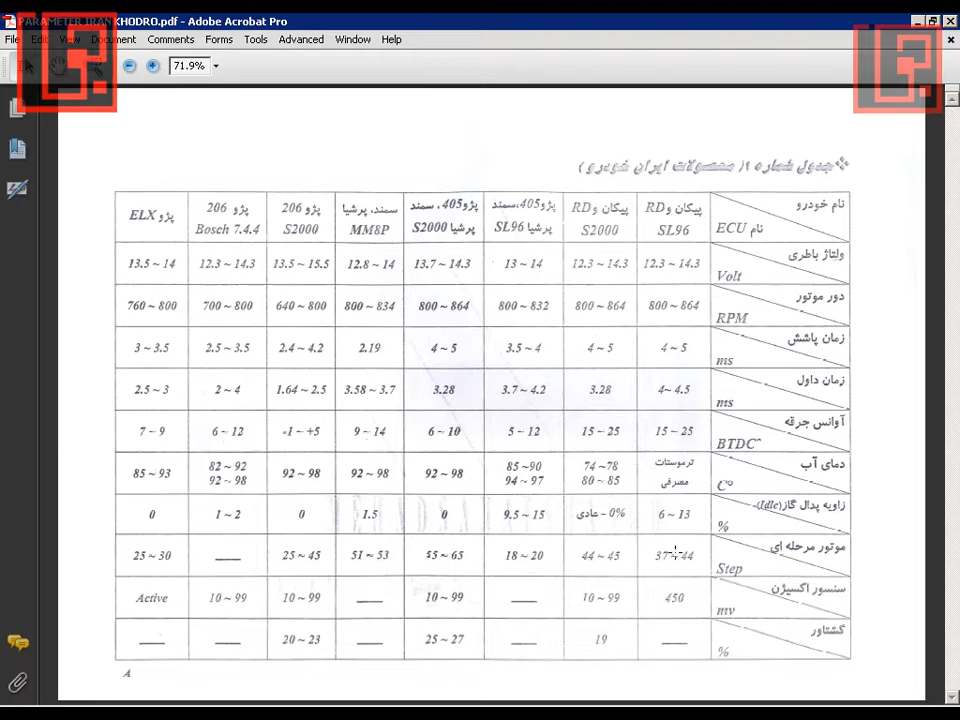 PARAMETER IRAN KHODRO.pdf - Adobe Acrobat Pro
File Edit View Document Comments Forms Tools Advanced Window Help
71.9%
❖جدول شماره ۱( محصولات ایران خودرو )
نام خودرو
نام ECU
پیکان و RD
SL96
پیکان و RD
S2000
پژو405،سمند
پرشیا SL96
پژو405، سمند
پرشیا S2000
سمند، پرشیا
MM8P
پژو 206
S2000
پژو 206
Bosch 7.4.4
پژو ELX
ولتاژ باطری
Volt
12.3 ~ 14.3
12.3 ~ 14.3
13 ~ 14
13.7 ~ 14.3
12.8 ~ 14
13.5 ~ 15.5
12.3 ~ 14.3
13.5 ~ 14
دور موتور
RPM
800 ~ 864
800 ~ 864
800 ~ 832
800 ~ 864
800 ~ 834
640 ~ 800
700 ~ 800
760 ~ 800
زمان پاشش
ms
4 ~ 5
4 ~ 5
3.5 ~ 4
4 ~ 5
2.19
2.4 ~ 4.2
2.5 ~ 3.5
3 ~ 3.5
زمان داول
ms
4~ 4.5
3.28
3.7 ~ 4.2
3.28
3.58 ~ 3.7
1.64 ~ 2.5
2 ~ 4
2.5 ~ 3
آوانس جرقه
BTDC°
15 ~ 25
15 ~ 25
5 ~ 12
6 ~ 10
9 ~ 14
-1 ~ +5
6 ~ 12
7 ~ 9
دمای آب
C°
ترموستات
مصرفی
74 ~78
80 ~ 85
85 ~90
94 ~ 97
92 ~ 98
92 ~ 98
92 ~ 98
82 ~ 92
92 ~ 98
85 ~ 93
زاویه پدال گاز(Idle)-
%
6 ~ 13
0% - عادی
9.5 ~ 15
0
1.5
0
1 ~ 2
0
موتور مرحله ای
Step
37 ~ 44
44 ~ 45
18 ~ 20
55 ~ 65
51 ~ 53
25 ~ 45
——
25 ~ 30
سنسور اکسیژن
mv
450
10 ~ 99
——
10 ~ 99
——
10 ~ 99
10 ~ 99
Active
گشتاور
%
——
19
——
25 ~ 27
——
20 ~ 23
——
——
۸